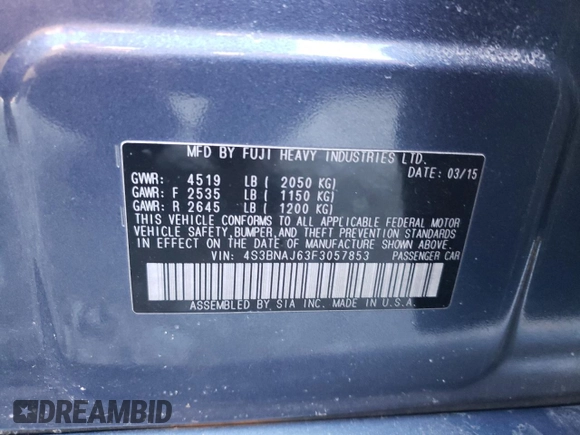 MFD BY FUJI HEAVY INDUSTRIES LTD.
DATE: 03/15
GVWR: 4519 LB ( 2050 KG)
GAWR: F 2535 LB ( 1150 KG)
GAWR: R 2645 LB ( 1200 KG)
THIS VEHICLE CONFORMS TO ALL APPLICABLE FEDERAL MOTOR
VEHICLE SAFETY, BUMPER, AND THEFT PREVENTION STANDARDS
IN EFFECT ON THE DATE OF MANUFACTURE SHOWN ABOVE.
VIN: 4S3BNAJ63F3057853 PASSENGER CAR
ASSEMBLED BY SIA INC. MADE IN U.S.A.
DREAMBID